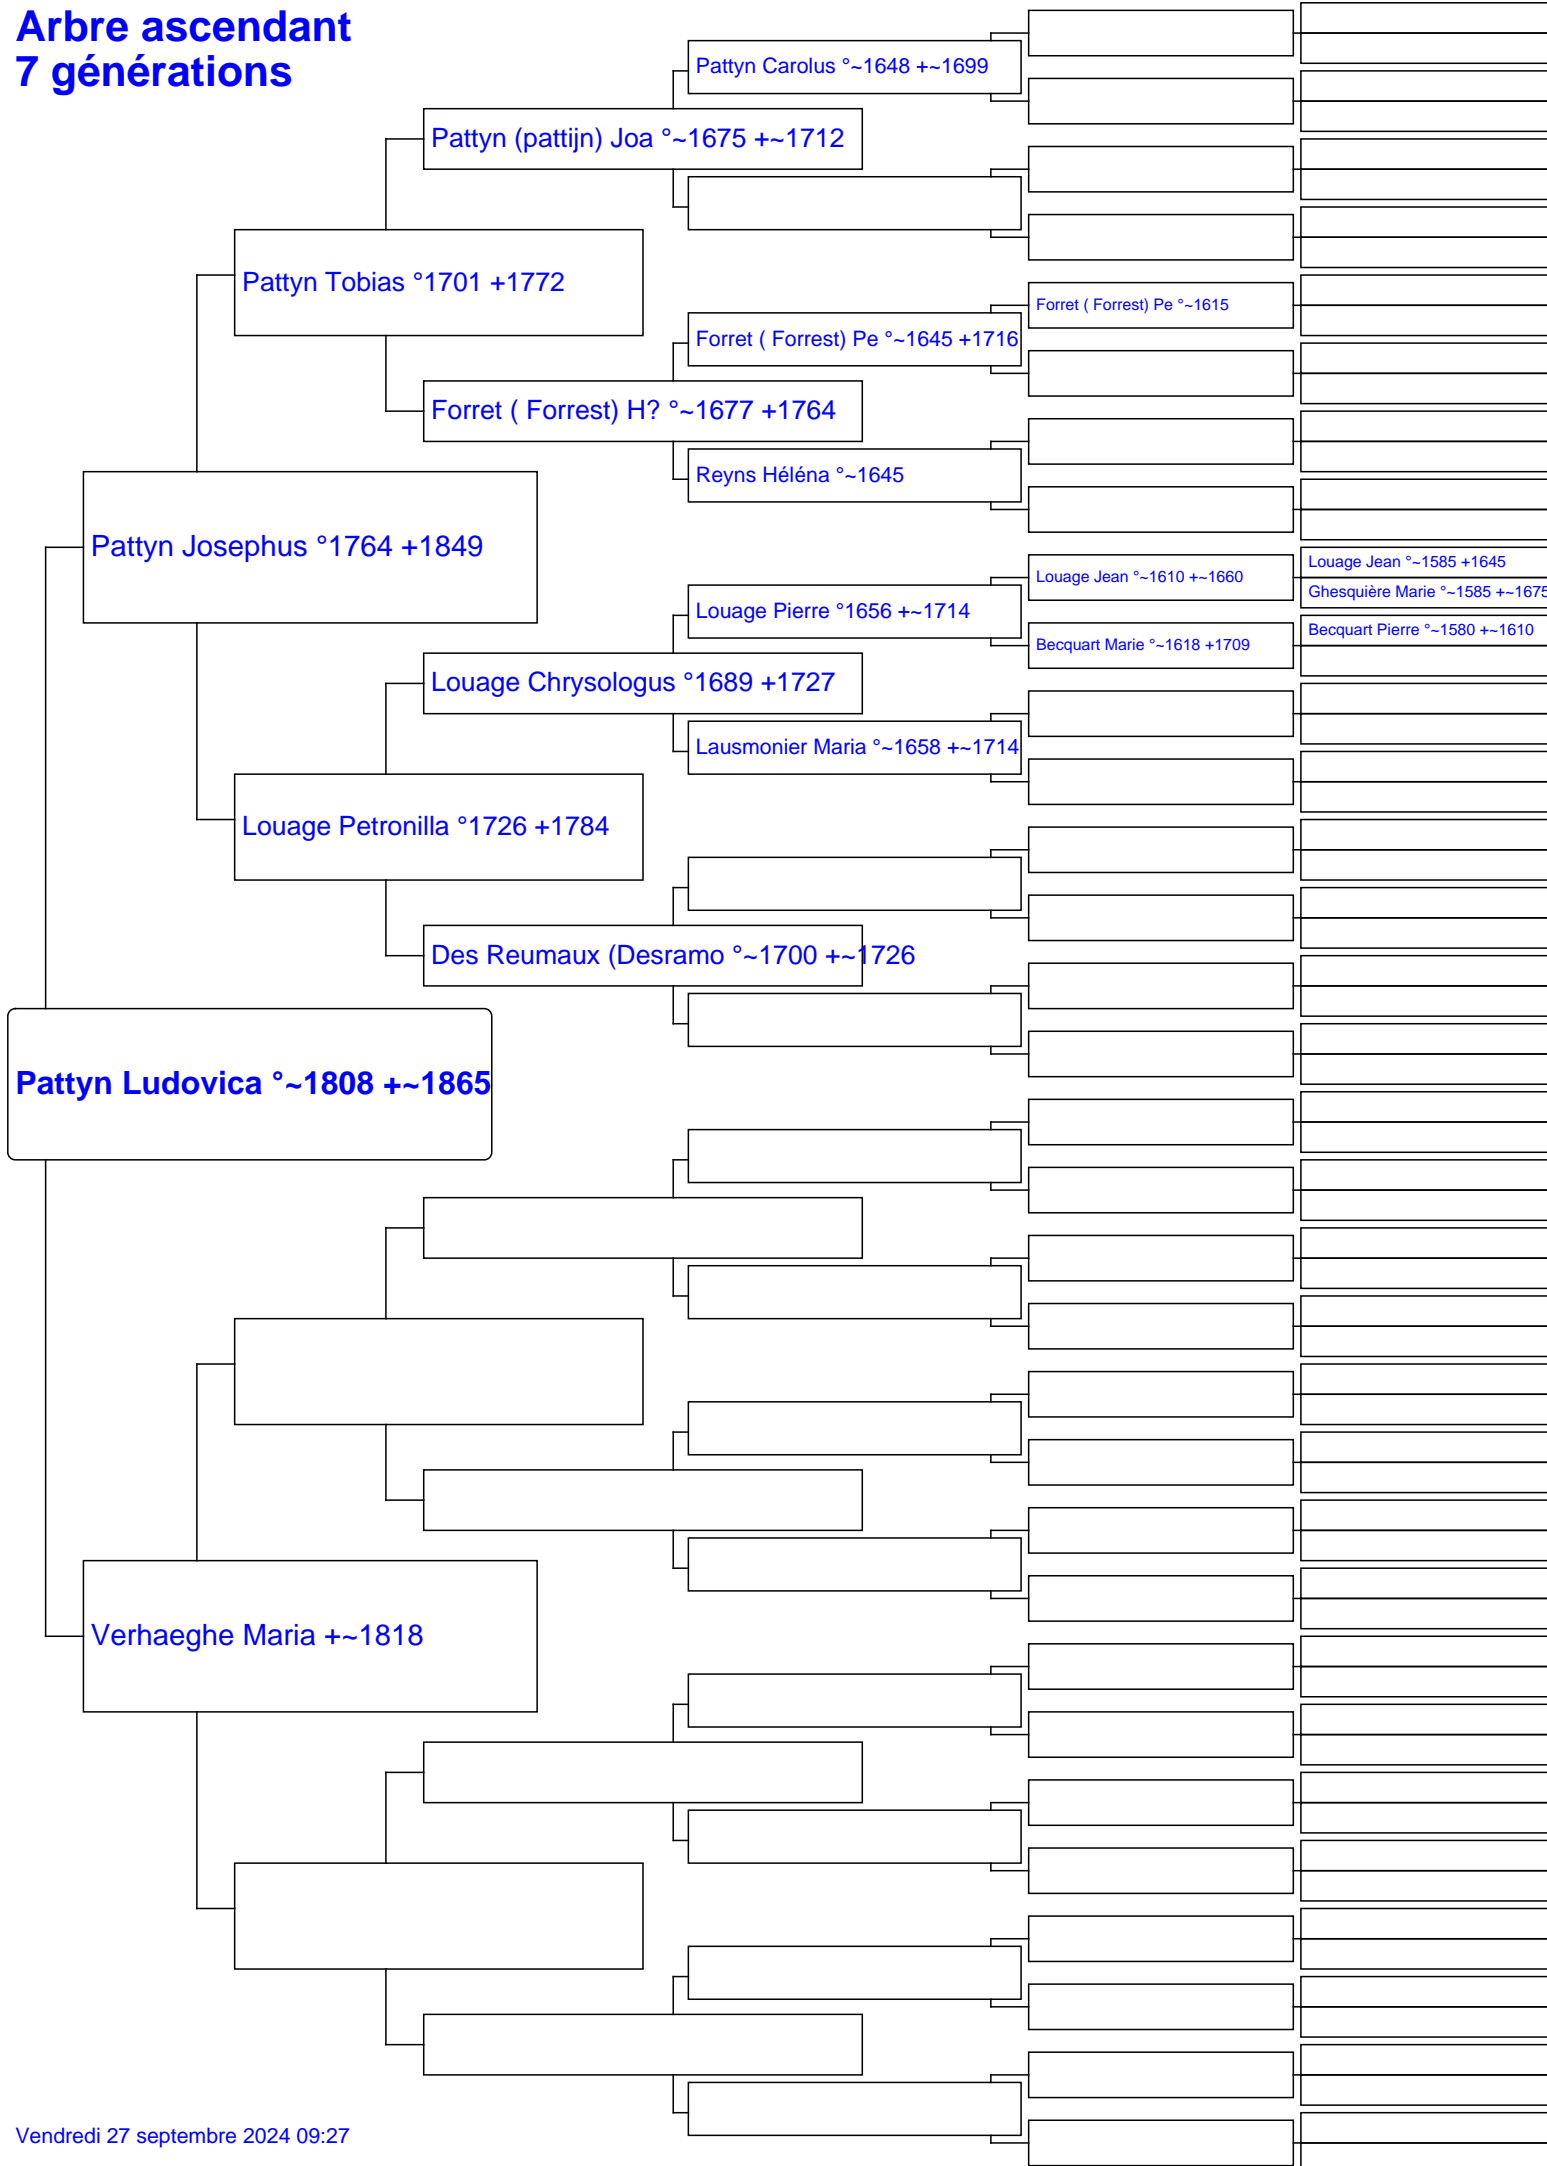 Arbre ascendant
7 générations
Pattyn Carolus °~1648 +~1699
Pattyn (pattijn) Joa °~1675 +~1712
Pattyn Tobias °1701 +1772
Forret ( Forrest) Pe °~1615
Forret ( Forrest) Pe °~1645 +1716
Forret ( Forrest) H? °~1677 +1764
Reyns Héléna °~1645
Pattyn Josephus °1764 +1849
Louage Jean °~1585 +1645
Louage Jean °~1610 +~1660
Ghesquière Marie °~1585 +~1675
Louage Pierre °1656 +~1714
Becquart Pierre °~1580 +~1610
Becquart Marie °~1618 +1709
Louage Chrysologus °1689 +1727
Lausmonier Maria °~1658 +~1714
Louage Petronilla °1726 +1784
Des Reumaux (Desramo °~1700 +~1726
Pattyn Ludovica °~1808 +~1865
Verhaeghe Maria +~1818
Vendredi 27 septembre 2024 09:27